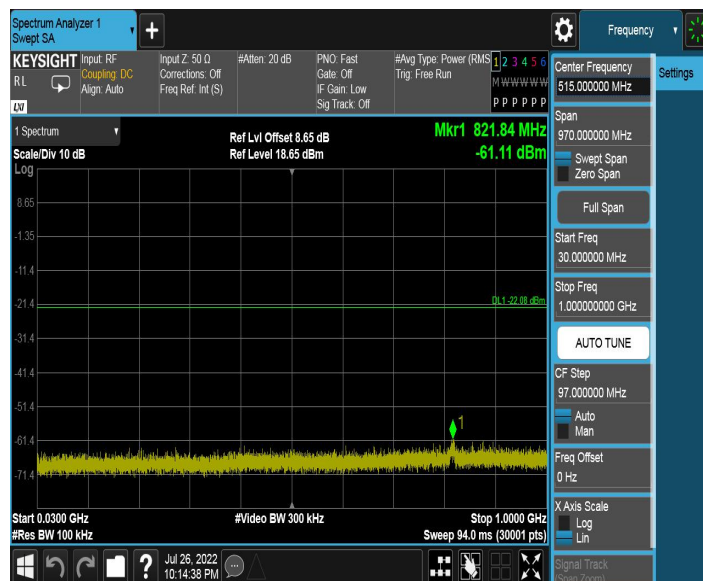 Spectrum Analyzer 1
Swept SA
+
Frequency
KEYSIGHT
RL
LXI
Input: RF
Coupling: DC
Align: Auto
Input Z: 50 Ω
Corrections: Off
Freq Ref: Int (S)
#Atten: 20 dB
PNO: Fast
Gate: Off
IF Gain: Low
Sig Track: Off
#Avg Type: Power (RMS
Trig: Free Run
1 2 3 4 5 6
M W W W W W
P P P P P P
Center Frequency
515.000000 MHz
Settings
1 Spectrum
Scale/Div 10 dB
Ref Lvl Offset 8.65 dB
Ref Level 18.65 dBm
Mkr1 821.84 MHz
-61.11 dBm
Log
8.65
-1.35
-11.4
-21.4
-31.4
-41.4
-51.4
-61.4
-71.4
DL1 -22.08 dBm
1
Start 0.0300 GHz
#Res BW 100 kHz
#Video BW 300 kHz
Stop 1.0000 GHz
Sweep 94.0 ms (30001 pts)
Span
970.000000 MHz
Swept Span
Zero Span
Full Span
Start Freq
30.000000 MHz
Stop Freq
1.000000000 GHz
AUTO TUNE
CF Step
97.000000 MHz
Auto
Man
Freq Offset
0 Hz
X Axis Scale
Log
Lin
Signal Track
(Span Zoom)
?
Jul 26, 2022
10:14:38 PM